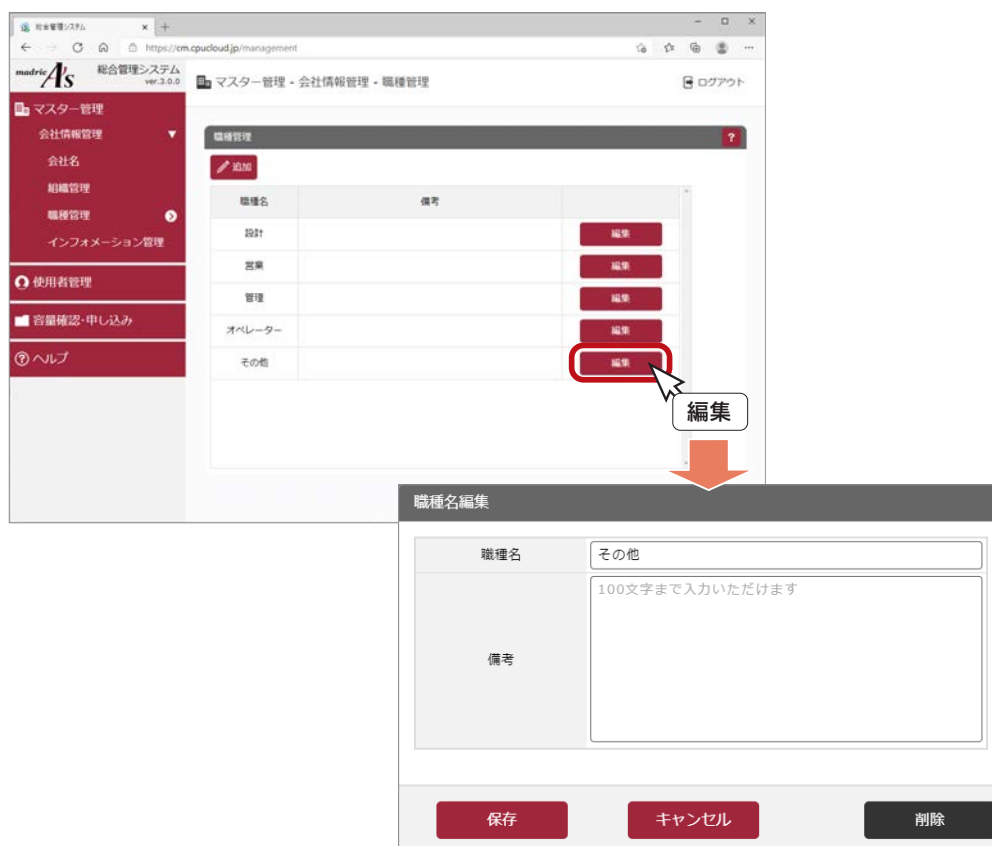 総合管理システム
https://cm.cpucloud.jp/management
madric A's
総合管理システム
ver.3.0.0
マスター管理 - 会社情報管理 - 職種管理
ログアウト
マスター管理
会社情報管理
会社名
組織管理
職種管理
インフォメーション管理
使用者管理
容量確認・申し込み
ヘルプ
職種管理
?
追加
職種名 備考
設計 編集
営業 編集
管理 編集
オペレーター 編集
その他 編集
編集
職種名編集
職種名 その他
備考 100文字まで入力いただけます
保存 キャンセル 削除